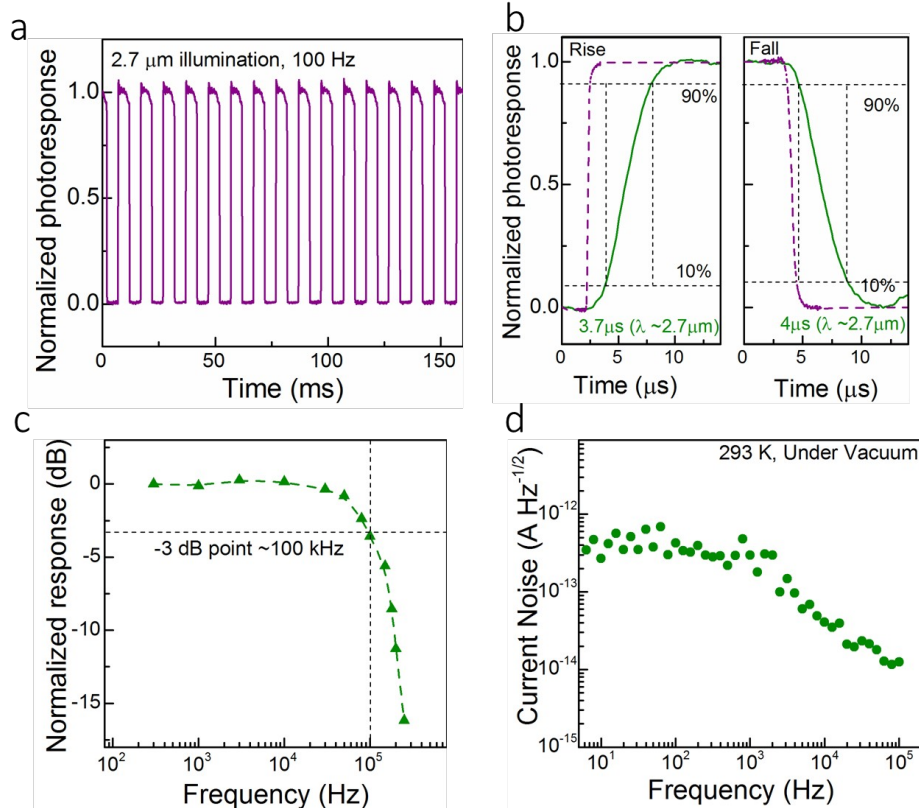 a
2.7 μm illumination, 100 Hz
Normalized photoresponse
1.0
0.5
0.0
0
50
100
150
Time (ms)
b
Rise
Fall
Normalized photoresponse
1.0
0.5
0.0
90%
10%
90%
10%
3.7μs (λ ~2.7μm)
4μs (λ ~2.7μm)
0
5
10
0
5
10
Time (μs)
Time (μs)
c
Normalized response (dB)
0
-5
-10
-15
-3 dB point ~100 kHz
10²
10³
10⁴
10⁵
Frequency (Hz)
d
293 K, Under Vacuum
Current Noise (A Hz⁻¹/²)
10⁻¹²
10⁻¹³
10⁻¹⁴
10⁻¹⁵
10¹
10²
10³
10⁴
10⁵
Frequency (Hz)